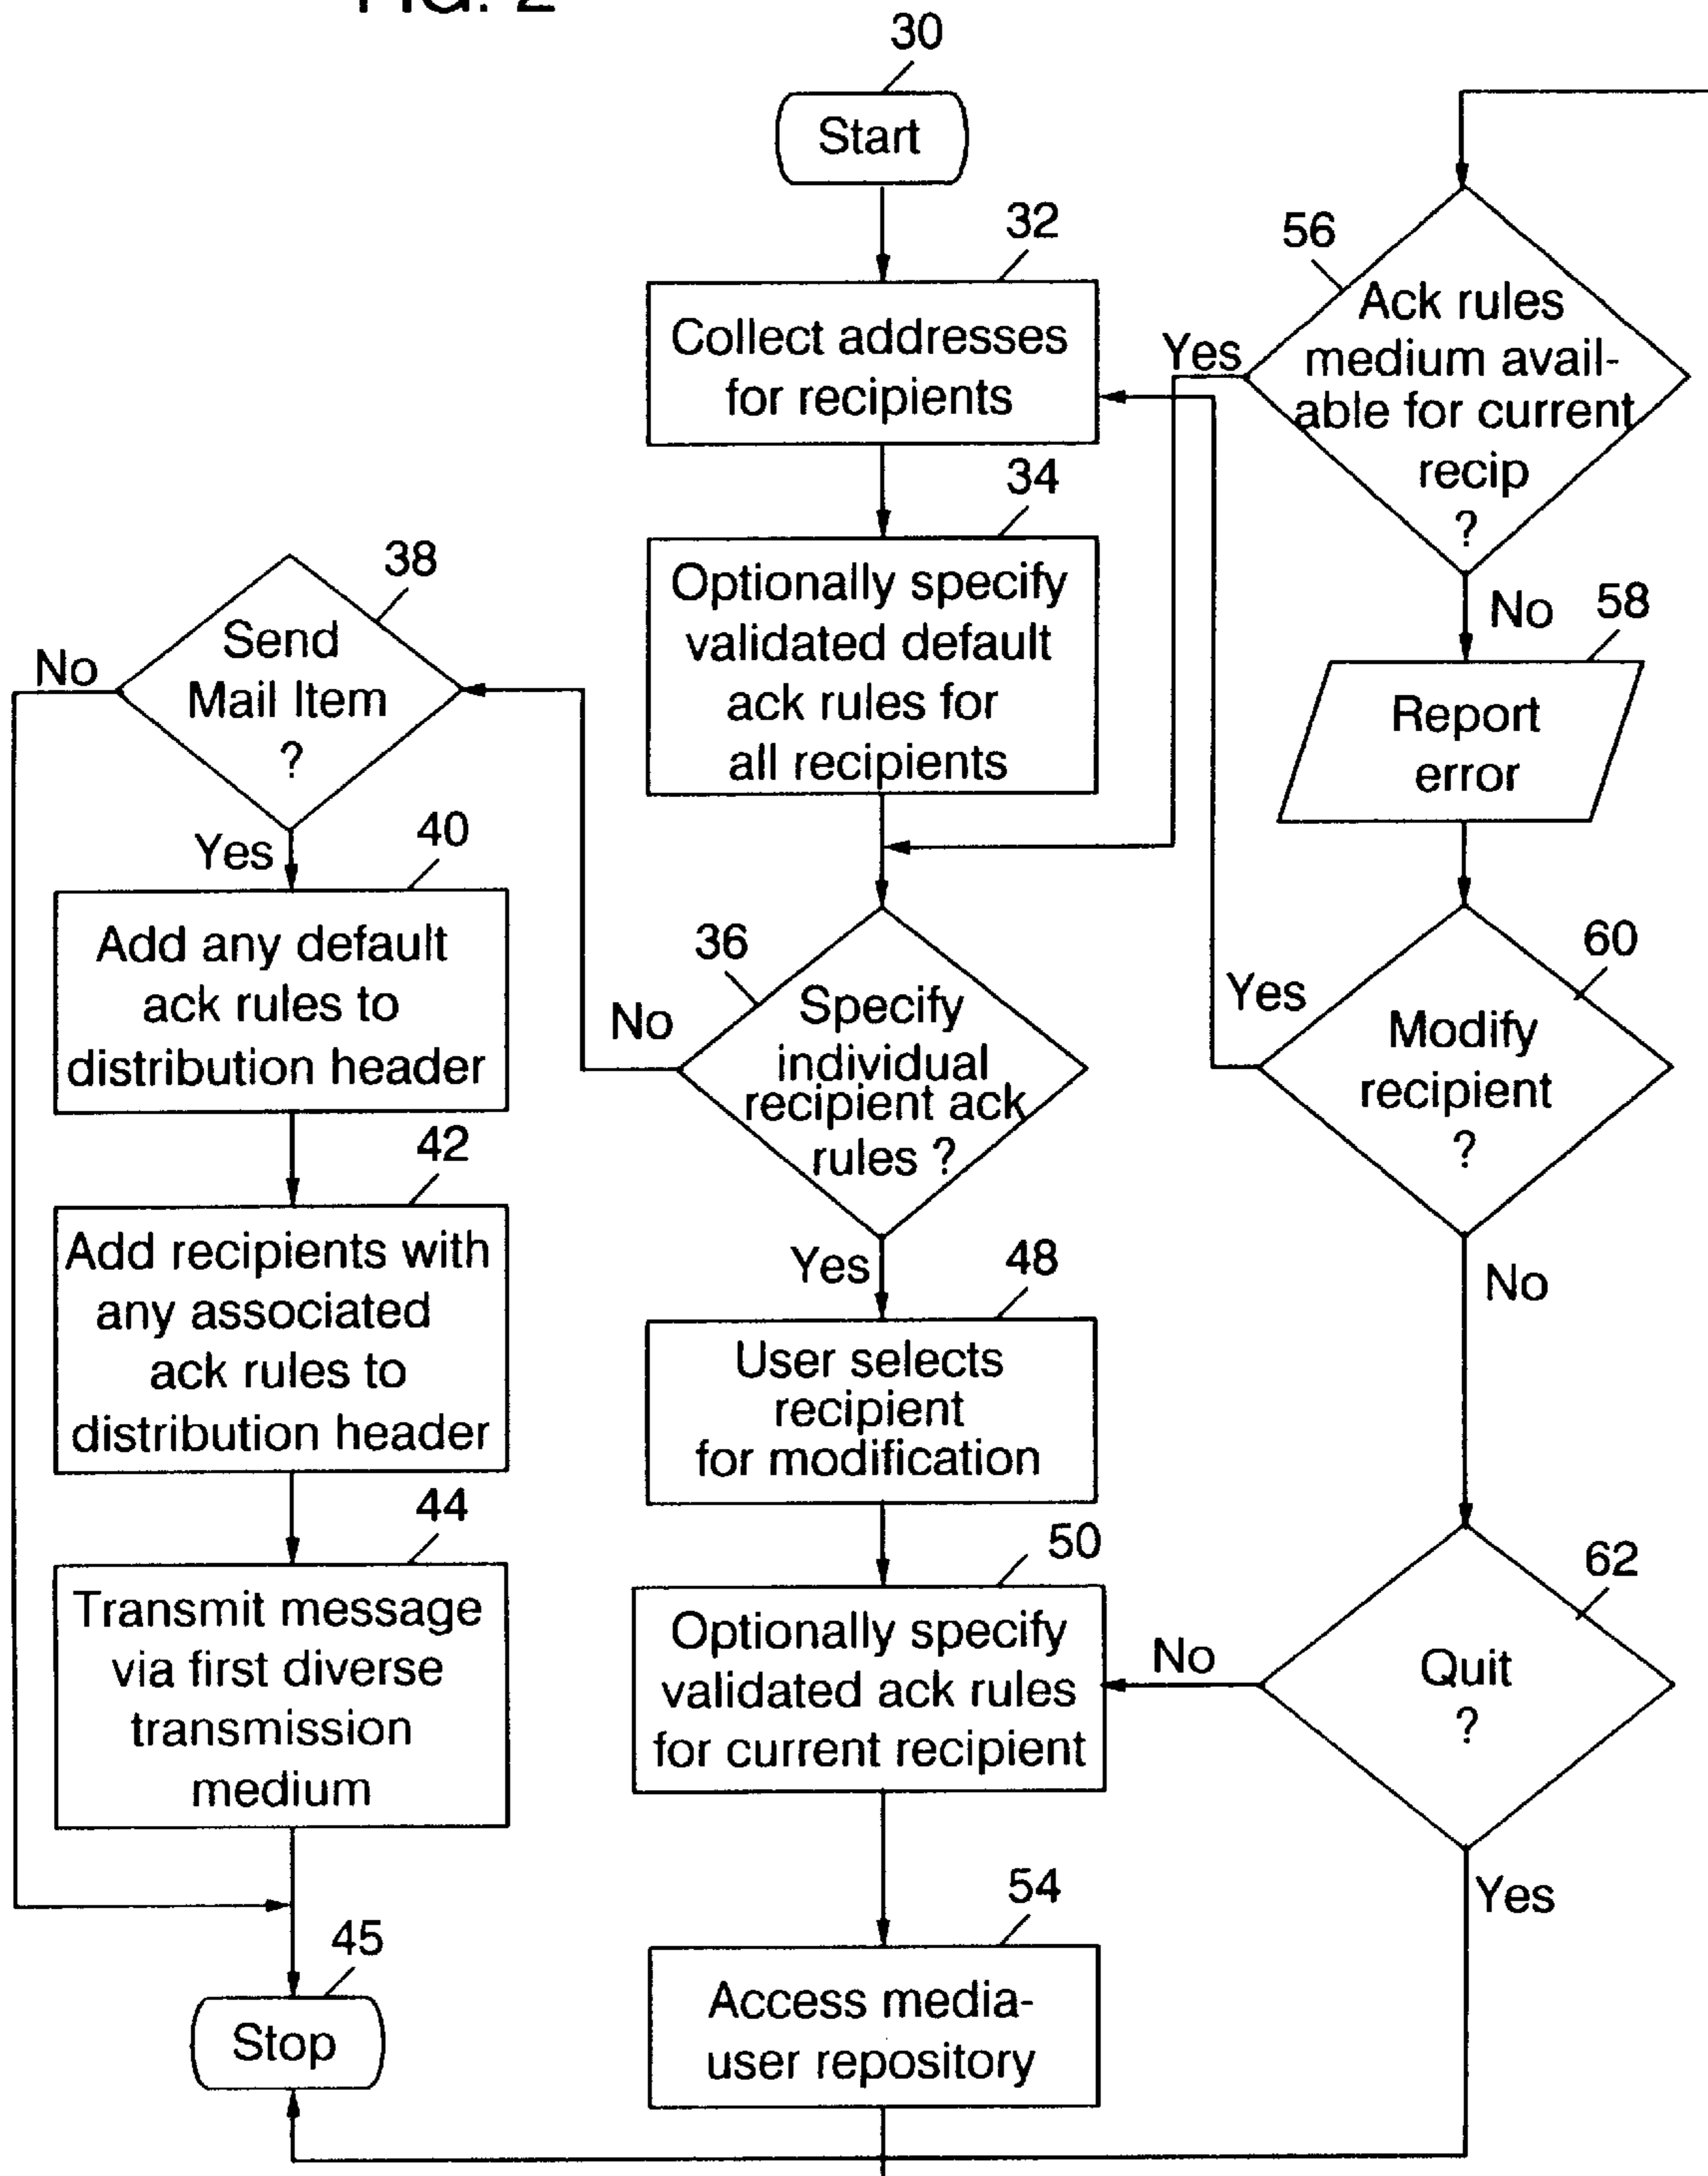 FIG. 2
30
Start
32
Collect addresses
for recipients
34
Optionally specify
validated default
ack rules for
all recipients
36
Specify
individual
recipient ack
rules ?
No
Yes
38
Send
Mail Item
?
No
Yes
40
Add any default
ack rules to
distribution header
42
Add recipients with
any associated
ack rules to
distribution header
44
Transmit message
via first diverse
transmission
medium
45
Stop
48
User selects
recipient
for modification
50
Optionally specify
validated ack rules
for current recipient
54
Access media-
user repository
56
Ack rules
medium avail-
able for current
recip
?
Yes
No
58
Report
error
60
Modify
recipient
?
Yes
No
62
Quit
?
No
Yes